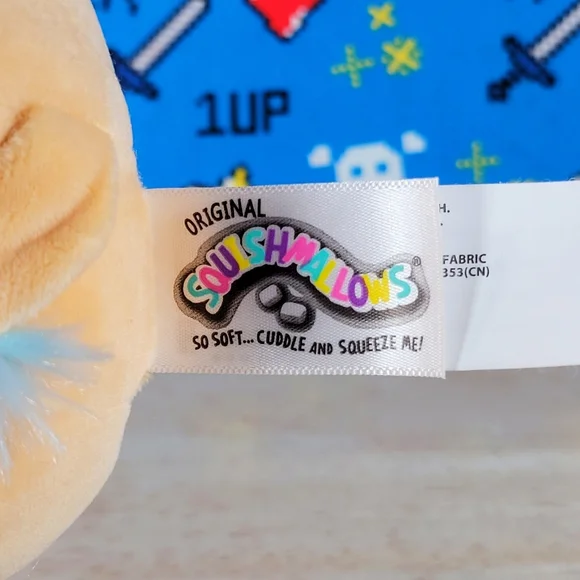 1UP
ORIGINAL
SQUISHMALLOWS®
SO SOFT... CUDDLE AND SQUEEZE ME!
H.
FABRIC
353(CN)